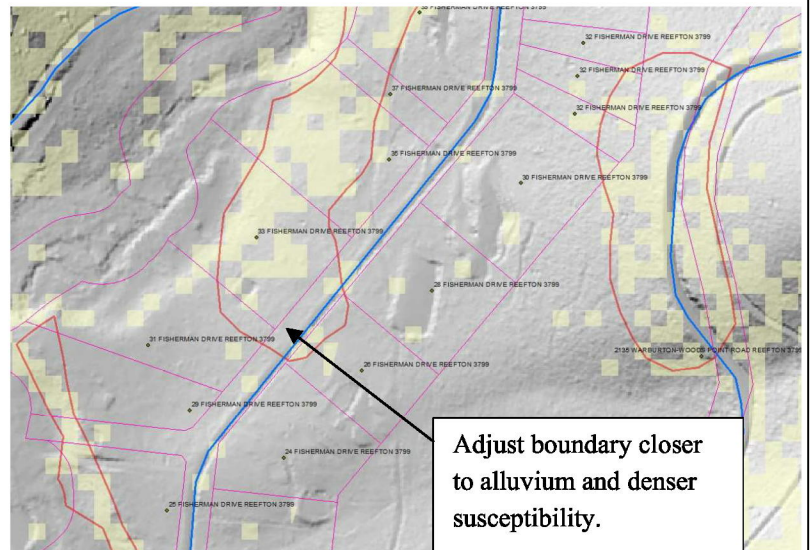 35 FISHERMAN DRIVE REEFTON 3799
32 FISHERMAN DRIVE REEFTON 3799
32 FISHERMAN DRIVE REEFTON 3799
37 FISHERMAN DRIVE REEFTON 3799
32 FISHERMAN DRIVE REEFTON 3799
35 FISHERMAN DRIVE REEFTON 3799
30 FISHERMAN DRIVE REEFTON 3799
33 FISHERMAN DRIVE REEFTON 3799
28 FISHERMAN DRIVE REEFTON 3799
31 FISHERMAN DRIVE REEFTON 3799
2135 WARBURTON-WOODS POINT ROAD REEFTON 3799
26 FISHERMAN DRIVE REEFTON 3799
29 FISHERMAN DRIVE REEFTON 3799
24 FISHERMAN DRIVE REEFTON 3799
25 FISHERMAN DRIVE REEFTON 3799
Adjust boundary closer
to alluvium and denser
susceptibility.